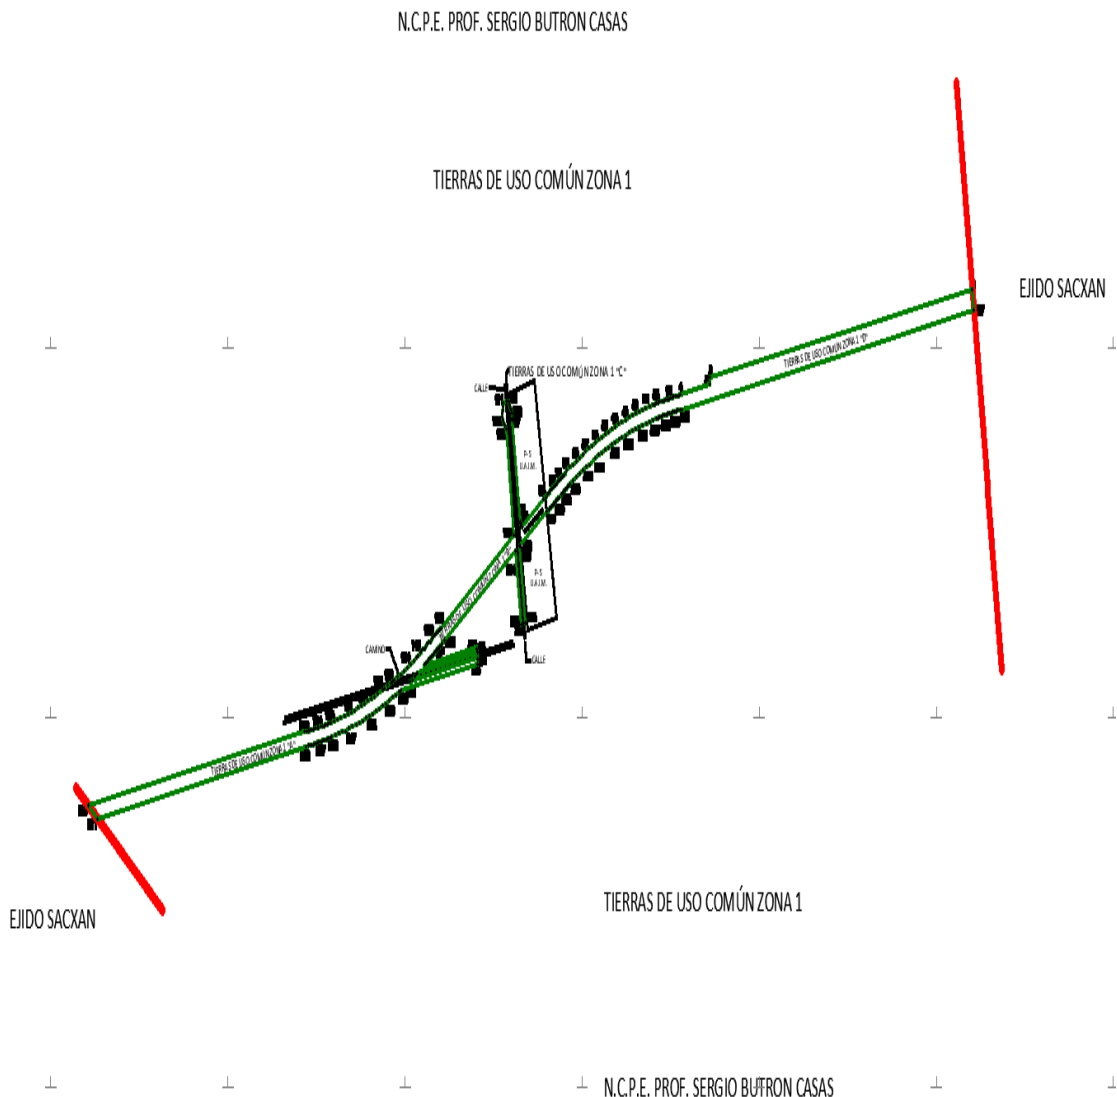 N.C.P.E. PROF. SERGIO BUTRON CASAS
TIERRAS DE USO COMÚN ZONA 1
EJIDO SACXAN
TIERRAS DE USO COMÚN ZONA 1 "D"
TIERRAS DE USO COMÚN ZONA 1 "C"
CALLE
P-5
U.A.I.M.
P-5
U.A.I.M.
CAMINO
CALLE
TIERRAS DE USO COMÚN ZONA 1 "A"
TIERRAS DE USO COMÚN ZONA 1
EJIDO SACXAN
N.C.P.E. PROF. SERGIO BUTRON CASAS